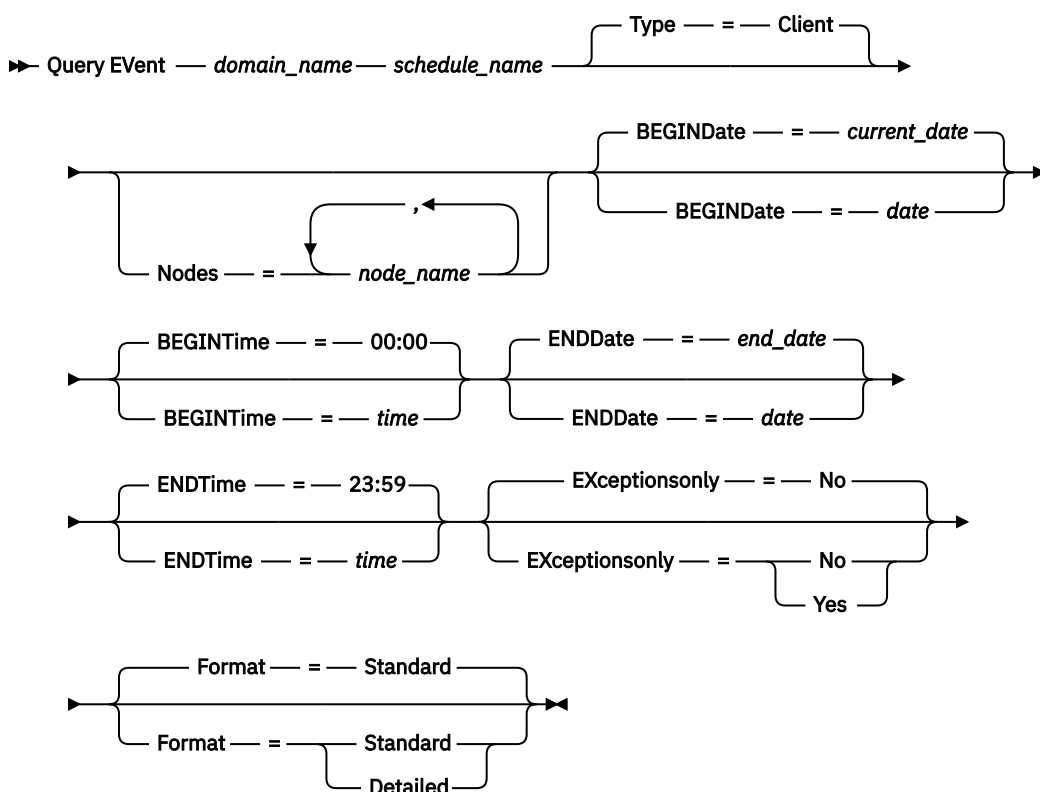 Type = Client
Query EVent domain_name schedule_name
BEGINDate = current_date
BEGINDate = date
,
Nodes = node_name
BEGINTime = 00:00
BEGINTime = time
ENDDate = end_date
ENDDate = date
ENDTime = 23:59
ENDTime = time
EXceptionsonly = No
EXceptionsonly = No
Yes
Format = Standard
Format = Standard
Detailed